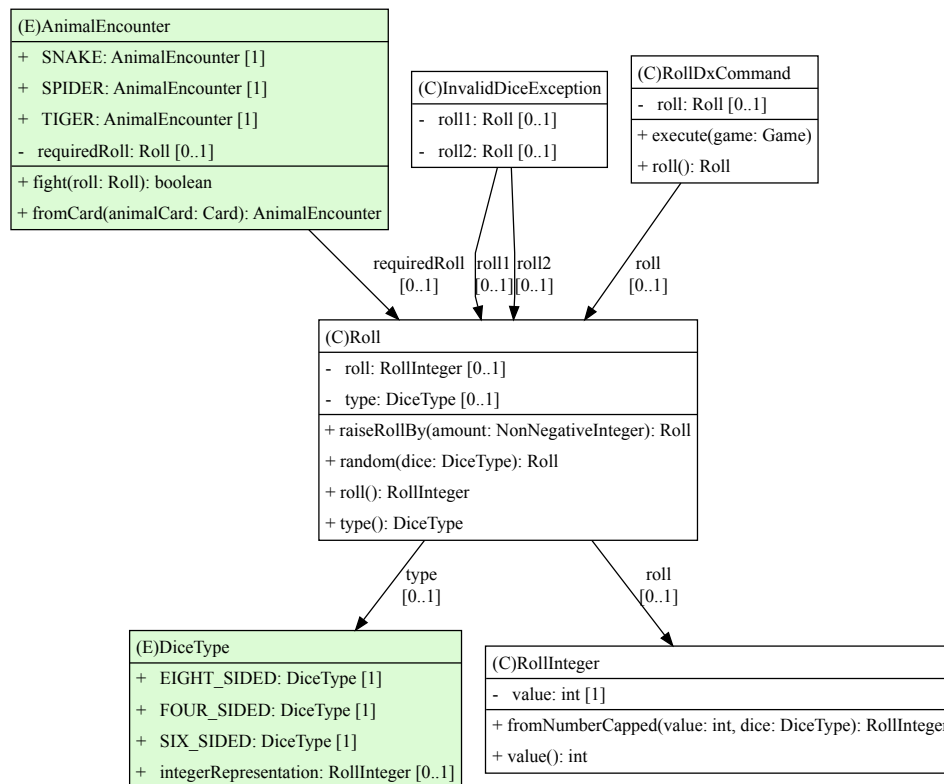 (E)AnimalEncounter
+ SNAKE: AnimalEncounter [1]
+ SPIDER: AnimalEncounter [1]
+ TIGER: AnimalEncounter [1]
- requiredRoll: Roll [0..1]
+ fight(roll: Roll): boolean
+ fromCard(animalCard: Card): AnimalEncounter
(C)InvalidDiceException
- roll1: Roll [0..1]
- roll2: Roll [0..1]
(C)RollDxCommand
- roll: Roll [0..1]
+ execute(game: Game)
+ roll(): Roll
requiredRoll
[0..1]
roll1
[0..1]
roll2
[0..1]
roll
[0..1]
(C)Roll
- roll: RollInteger [0..1]
- type: DiceType [0..1]
+ raiseRollBy(amount: NonNegativeInteger): Roll
+ random(dice: DiceType): Roll
+ roll(): RollInteger
+ type(): DiceType
type
[0..1]
roll
[0..1]
(E)DiceType
+ EIGHT_SIDED: DiceType [1]
+ FOUR_SIDED: DiceType [1]
+ SIX_SIDED: DiceType [1]
+ integerRepresentation: RollInteger [0..1]
(C)RollInteger
- value: int [1]
+ fromNumberCapped(value: int, dice: DiceType): RollInteger
+ value(): int